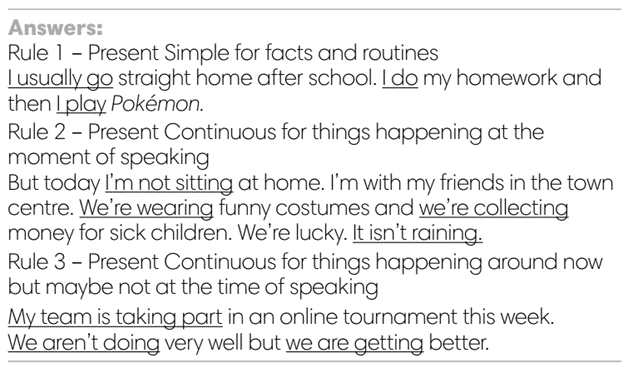 Answers:
Rule 1 – Present Simple for facts and routines
I usually go straight home after school. I do my homework and
then I play Pokémon.
Rule 2 – Present Continuous for things happening at the
moment of speaking
But today I'm not sitting at home. I'm with my friends in the town
centre. We're wearing funny costumes and we're collecting
money for sick children. We're lucky. It isn't raining.
Rule 3 – Present Continuous for things happening around now
but maybe not at the time of speaking
My team is taking part in an online tournament this week.
We aren't doing very well but we are getting better.